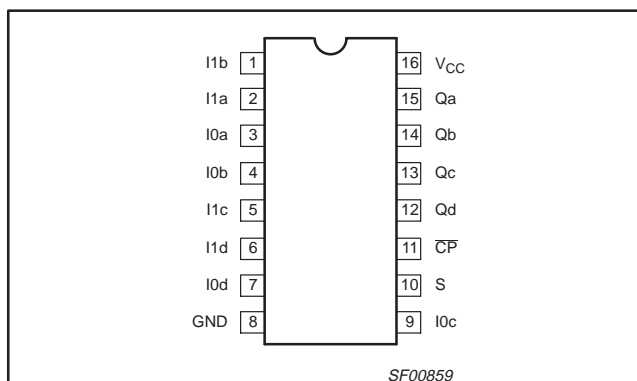 I1b 1 16 VCC
I1a 2 15 Qa
I0a 3 14 Qb
I0b 4 13 Qc
I1c 5 12 Qd
I1d 6 11 C̅P̅
I0d 7 10 S
GND 8 9 I0c
SF00859